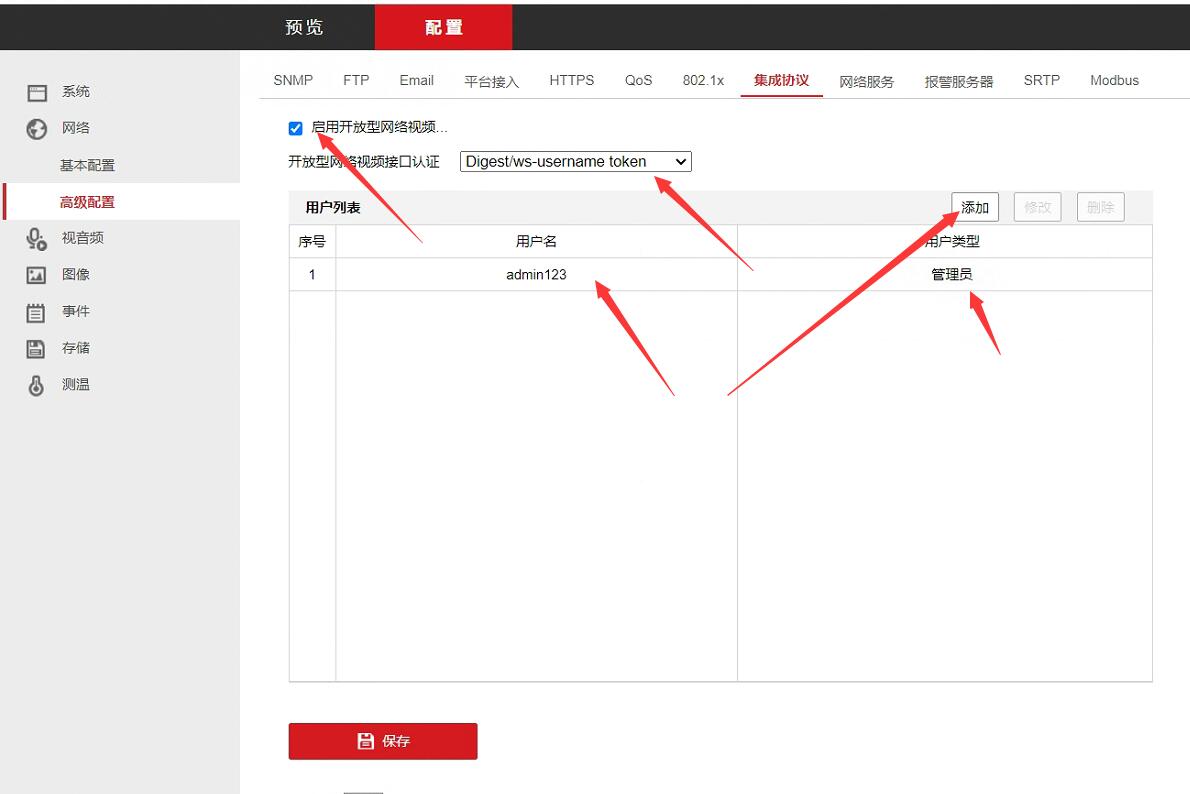 预览 配置
SNMP FTP Email 平台接入 HTTPS QoS 802.1x 集成协议 网络服务 报警服务器 SRTP Modbus
系统
网络
基本配置
高级配置
视音频
图像
事件
存储
测温
启用开放型网络视频...
开放型网络视频接口认证 Digest/ws-username token
用户列表 添加 修改 删除
序号 用户名 用户类型
1 admin123 管理员
保存